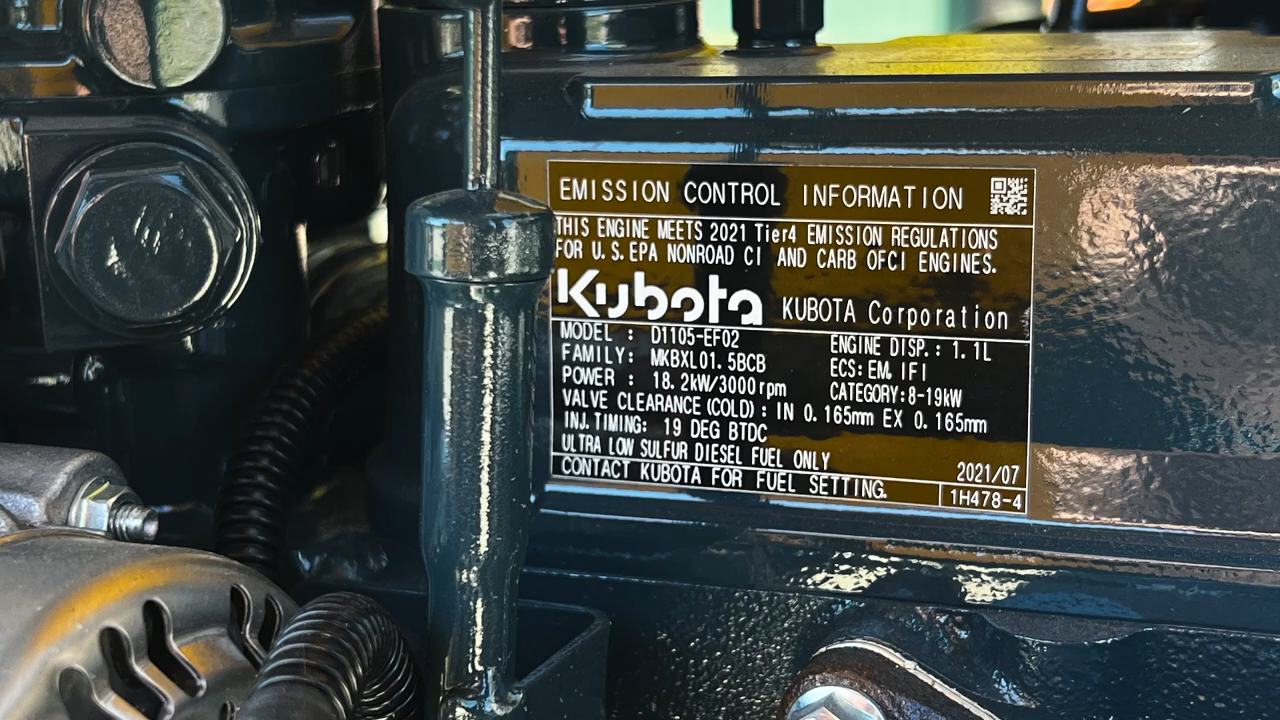 EMISSION CONTROL INFORMATION
THIS ENGINE MEETS 2021 Tier4 EMISSION REGULATIONS
FOR U.S.EPA NONROAD CI AND CARB OFCI ENGINES.
Kubota KUBOTA Corporation
MODEL : D1105-EF02 ENGINE DISP.: 1.1L
FAMILY: MKBXL01.5BCB ECS: EM, IFI
POWER : 18.2kW/3000rpm CATEGORY:8-19kW
VALVE CLEARANCE(COLD): IN 0.165mm EX 0.165mm
INJ.TIMING: 19 DEG BTDC
ULTRA LOW SULFUR DIESEL FUEL ONLY 2021/07
CONTACT KUBOTA FOR FUEL SETTING. 1H478-4